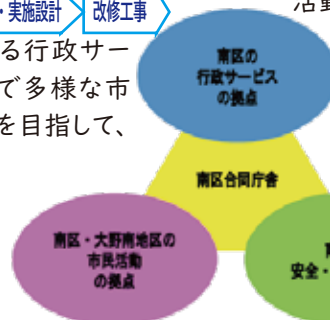 ・実施設計 改修工事
活動
る行政サー
で多様な市
を目指して、
南区の
行政サービス
の拠点
南区合同庁舎
南区・大野南地区の
市民活動
の拠点
安全・